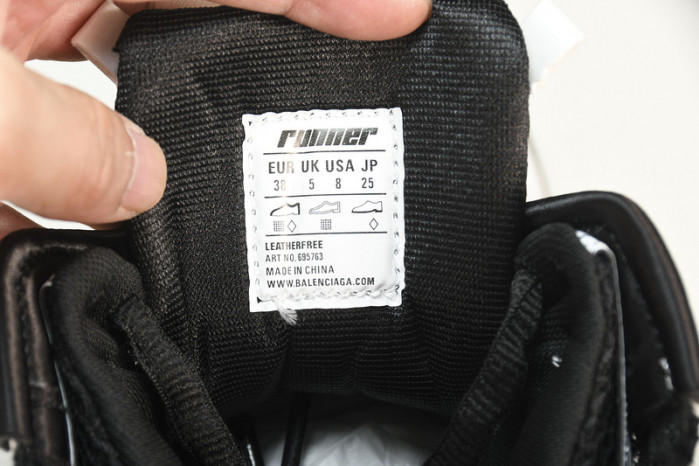 runner
EUR UK USA JP
38 5 8 25
LEATHERFREE
ART NO. 695763
MADE IN CHINA
WWW.BALENCIAGA.COM